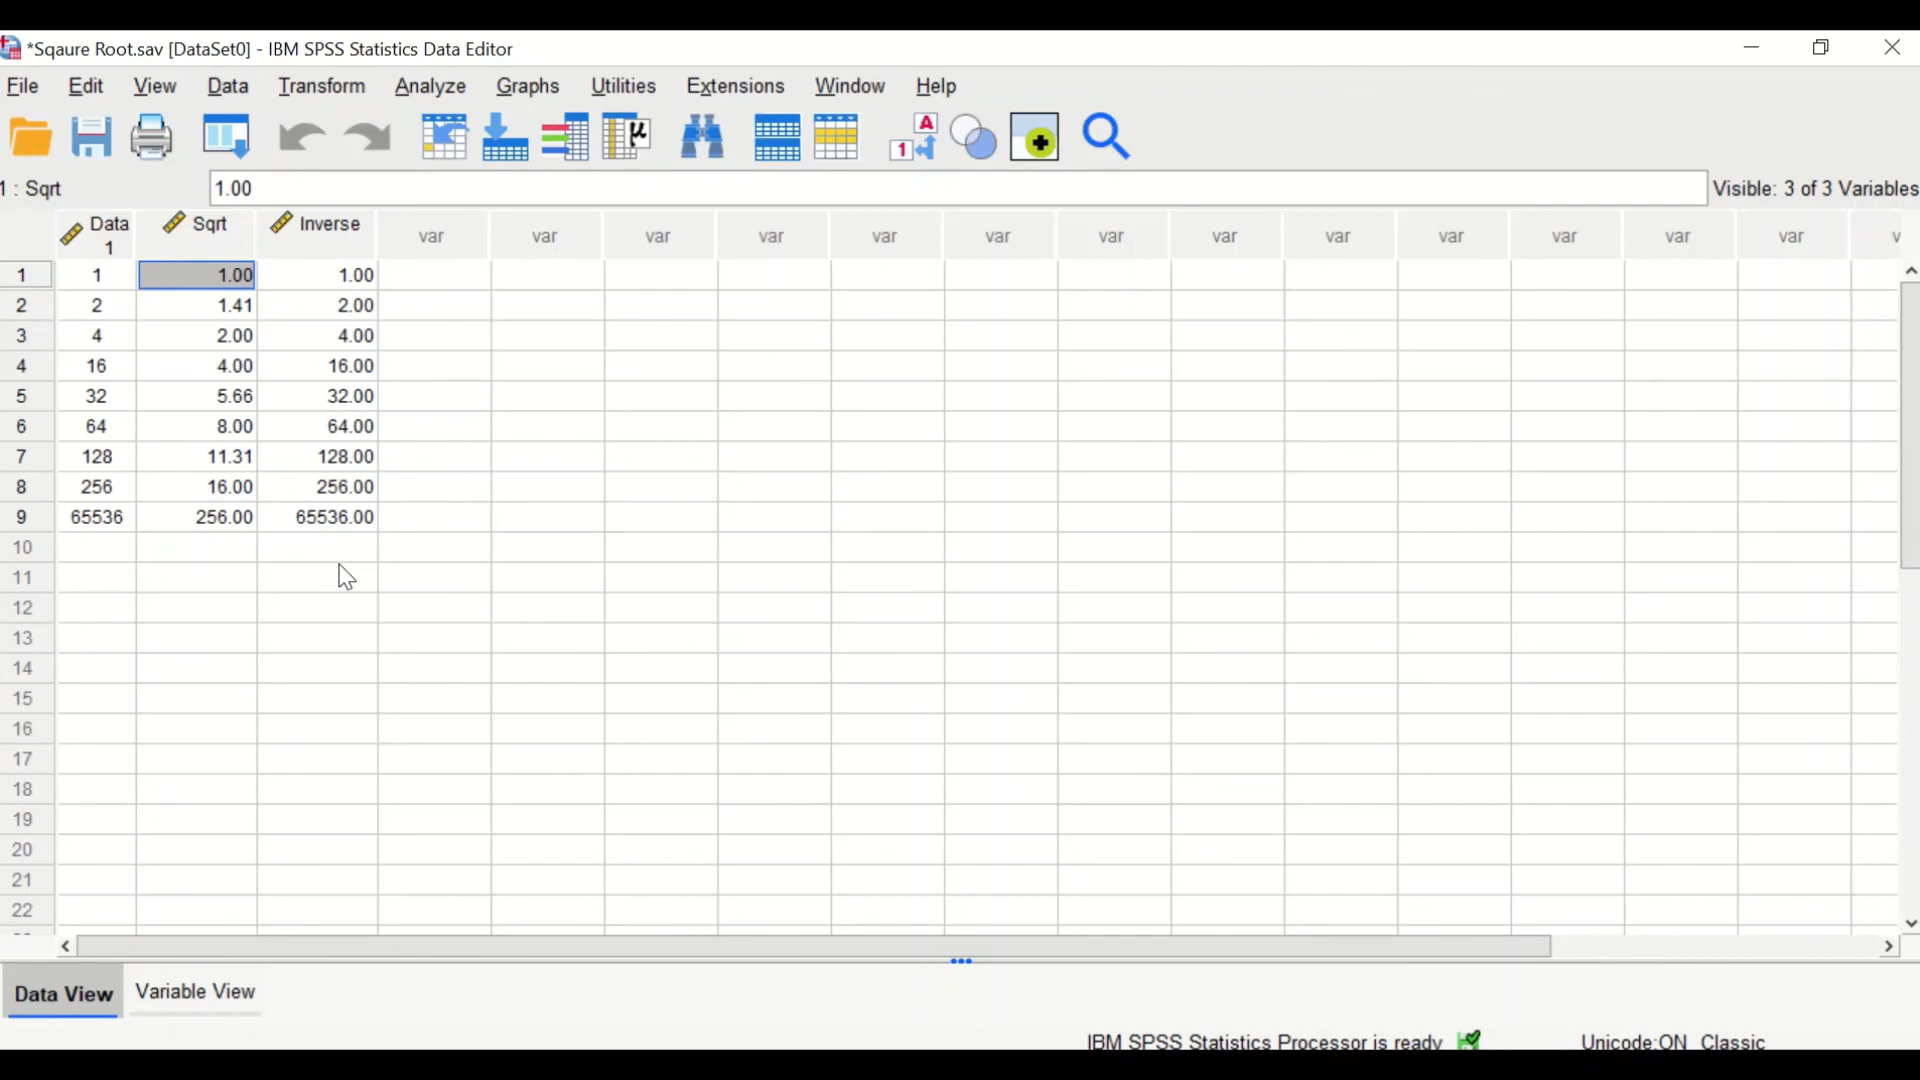 *Sqaure Root.sav [DataSet0] - IBM SPSS Statistics Data Editor
File Edit View Data Transform Analyze Graphs Utilities Extensions Window Help
1 : Sqrt 1.00 Visible: 3 of 3 Variables
Data1 Sqrt Inverse var var var var var var var var var var var var var
1 1 1.00 1.00
2 2 1.41 2.00
3 4 2.00 4.00
4 16 4.00 16.00
5 32 5.66 32.00
6 64 8.00 64.00
7 128 11.31 128.00
8 256 16.00 256.00
9 65536 256.00 65536.00
10
11
12
13
14
15
16
17
18
19
20
21
22
Data View Variable View
IBM SPSS Statistics Processor is ready Unicode:ON Classic